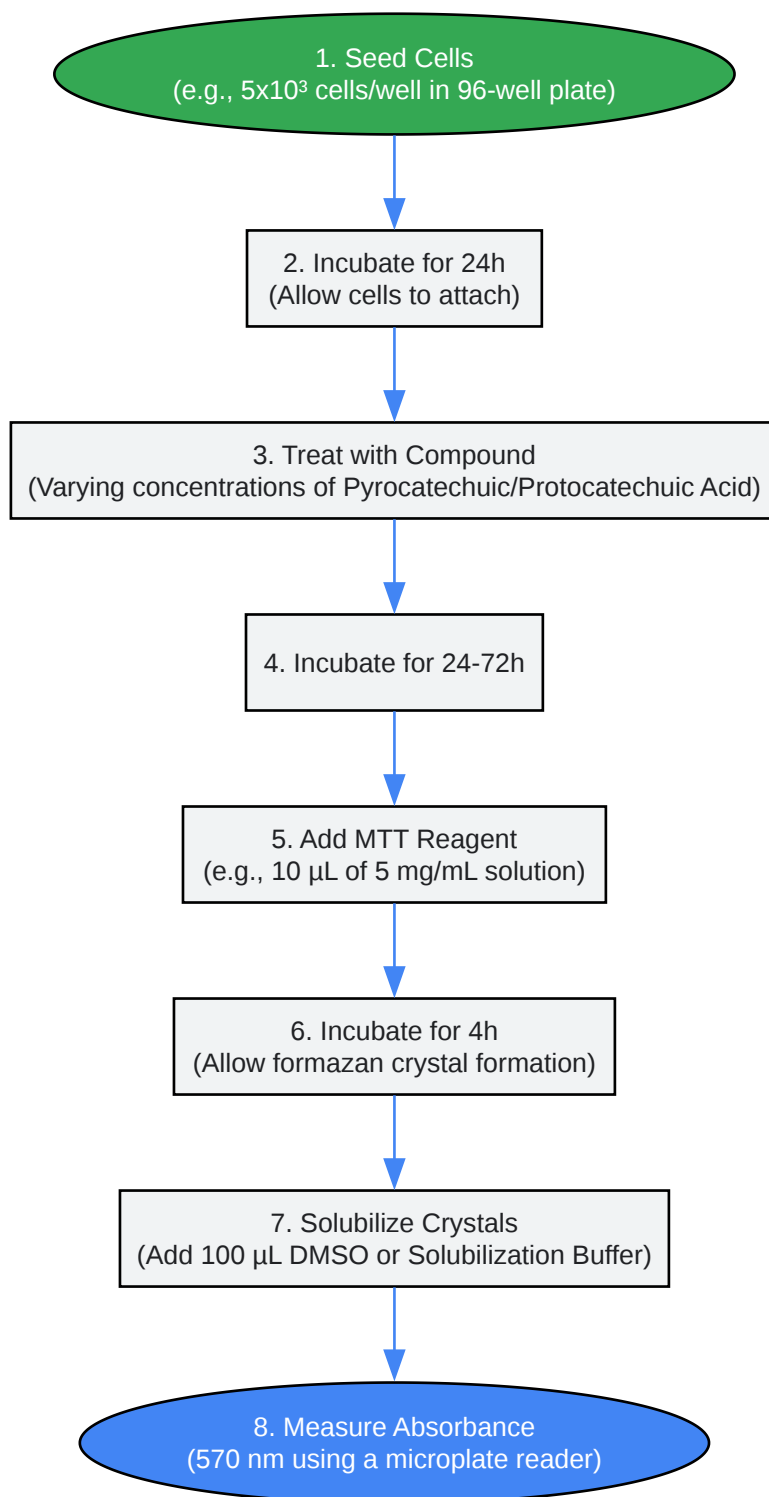 1. Seed Cells
(e.g., 5x10³ cells/well in 96-well plate)
2. Incubate for 24h
(Allow cells to attach)
3. Treat with Compound
(Varying concentrations of Pyrocatechuic/Protocatechuic Acid)
4. Incubate for 24-72h
5. Add MTT Reagent
(e.g., 10 µL of 5 mg/mL solution)
6. Incubate for 4h
(Allow formazan crystal formation)
7. Solubilize Crystals
(Add 100 µL DMSO or Solubilization Buffer)
8. Measure Absorbance
(570 nm using a microplate reader)